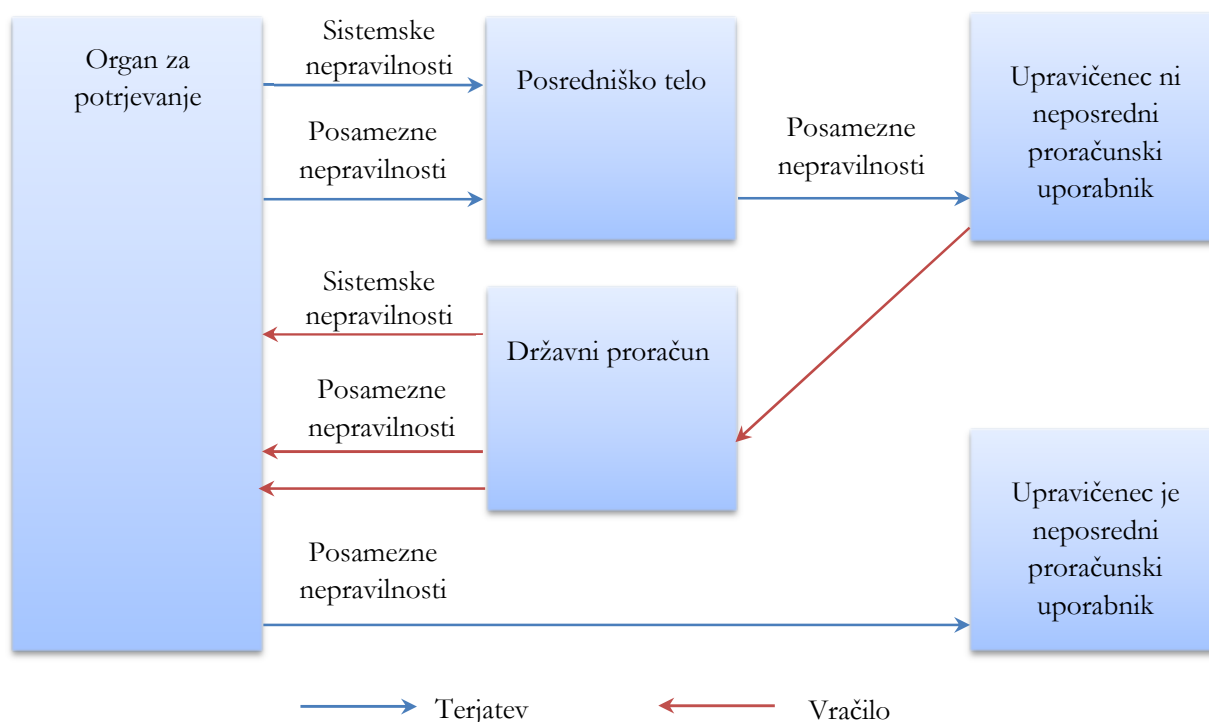 Organ za
potrjevanje
Sistemske
nepravilnosti
Posamezne
nepravilnosti
Posredniško telo
Posamezne
nepravilnosti
Upravičenec ni
neposredni
proračunski
uporabnik
Sistemske
nepravilnosti
Posamezne
nepravilnosti
Državni proračun
Posamezne
nepravilnosti
Upravičenec je
neposredni
proračunski
uporabnik
Terjatev
Vračilo